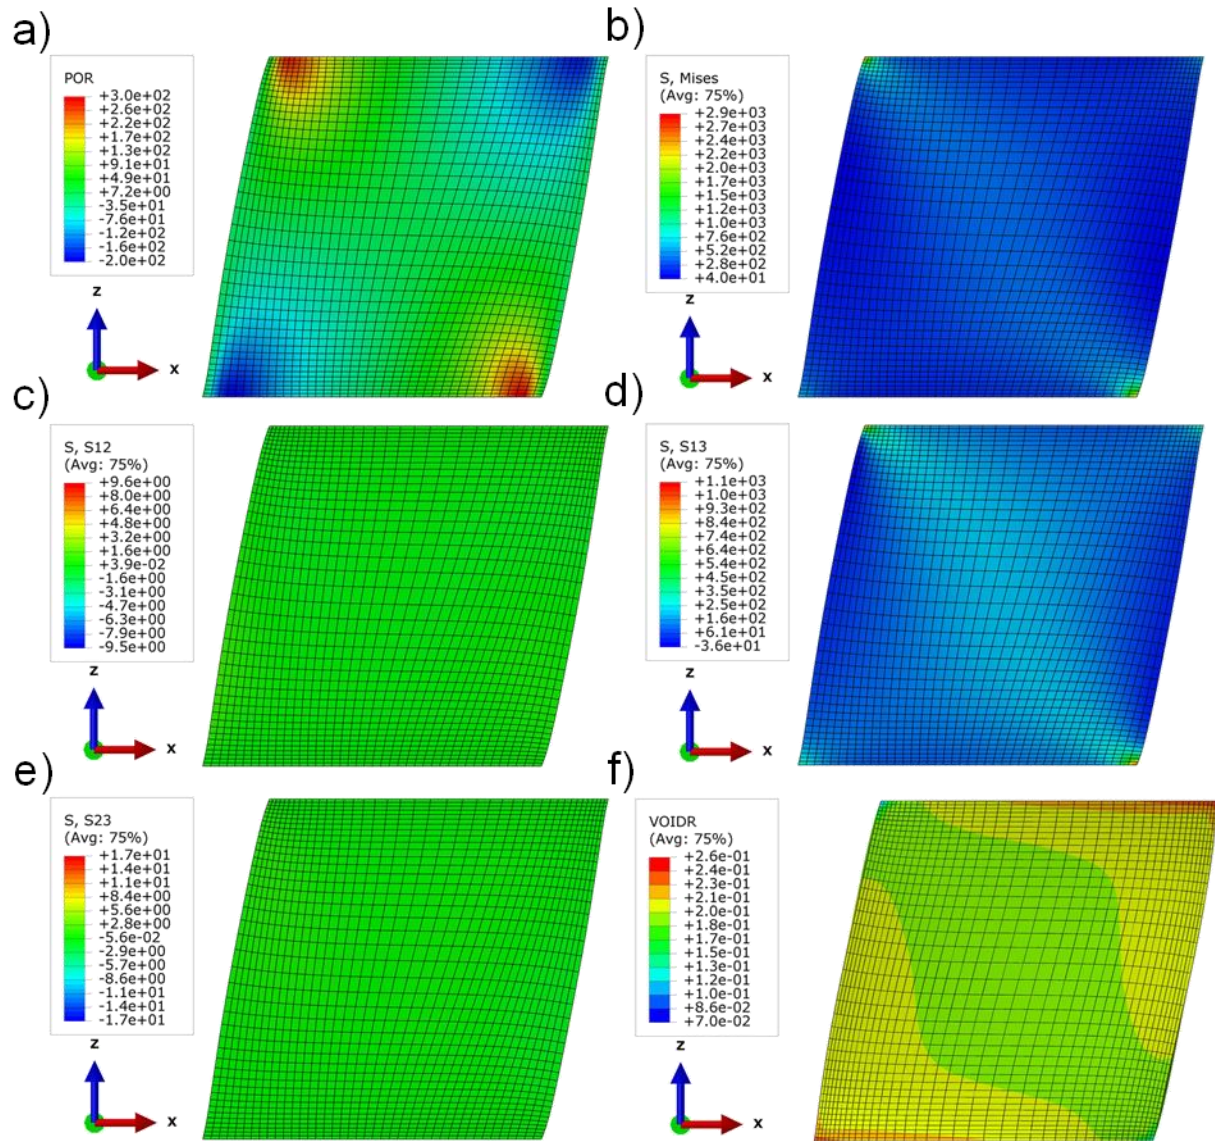 a)
POR
+3.0e+02
+2.6e+02
+2.2e+02
+1.7e+02
+1.3e+02
+9.1e+01
+4.9e+01
+7.2e+00
-3.5e+01
-7.6e+01
-1.2e+02
-1.6e+02
-2.0e+02
z
x
b)
S, Mises
(Avg: 75%)
+2.9e+03
+2.7e+03
+2.4e+03
+2.2e+03
+2.0e+03
+1.7e+03
+1.5e+03
+1.2e+03
+1.0e+03
+7.6e+02
+5.2e+02
+2.8e+02
+4.0e+01
z
x
c)
S, S12
(Avg: 75%)
+9.6e+00
+8.0e+00
+6.4e+00
+4.8e+00
+3.2e+00
+1.6e+00
+3.9e-02
-1.6e+00
-3.1e+00
-4.7e+00
-6.3e+00
-7.9e+00
-9.5e+00
z
x
d)
S, S13
(Avg: 75%)
+1.1e+03
+1.0e+03
+9.3e+02
+8.4e+02
+7.4e+02
+6.4e+02
+5.4e+02
+4.5e+02
+3.5e+02
+2.5e+02
+1.6e+02
+6.1e+01
-3.6e+01
z
x
e)
S, S23
(Avg: 75%)
+1.7e+01
+1.4e+01
+1.1e+01
+8.4e+00
+5.6e+00
+2.8e+00
-5.6e-02
-2.9e+00
-5.7e+00
-8.6e+00
-1.1e+01
-1.4e+01
-1.7e+01
z
x
f)
VOIDR
(Avg: 75%)
+2.6e-01
+2.4e-01
+2.3e-01
+2.1e-01
+2.0e-01
+1.8e-01
+1.7e-01
+1.5e-01
+1.3e-01
+1.2e-01
+1.0e-01
+8.6e-02
+7.0e-02
z
x